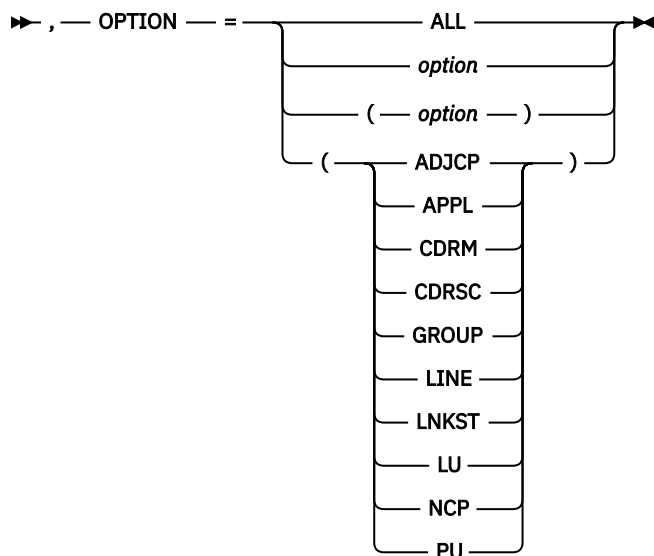 , OPTION = ALL
option
( option )
( ADJCP )
APPL
CDRM
CDRSC
GROUP
LINE
LNKST
LU
NCP
PU